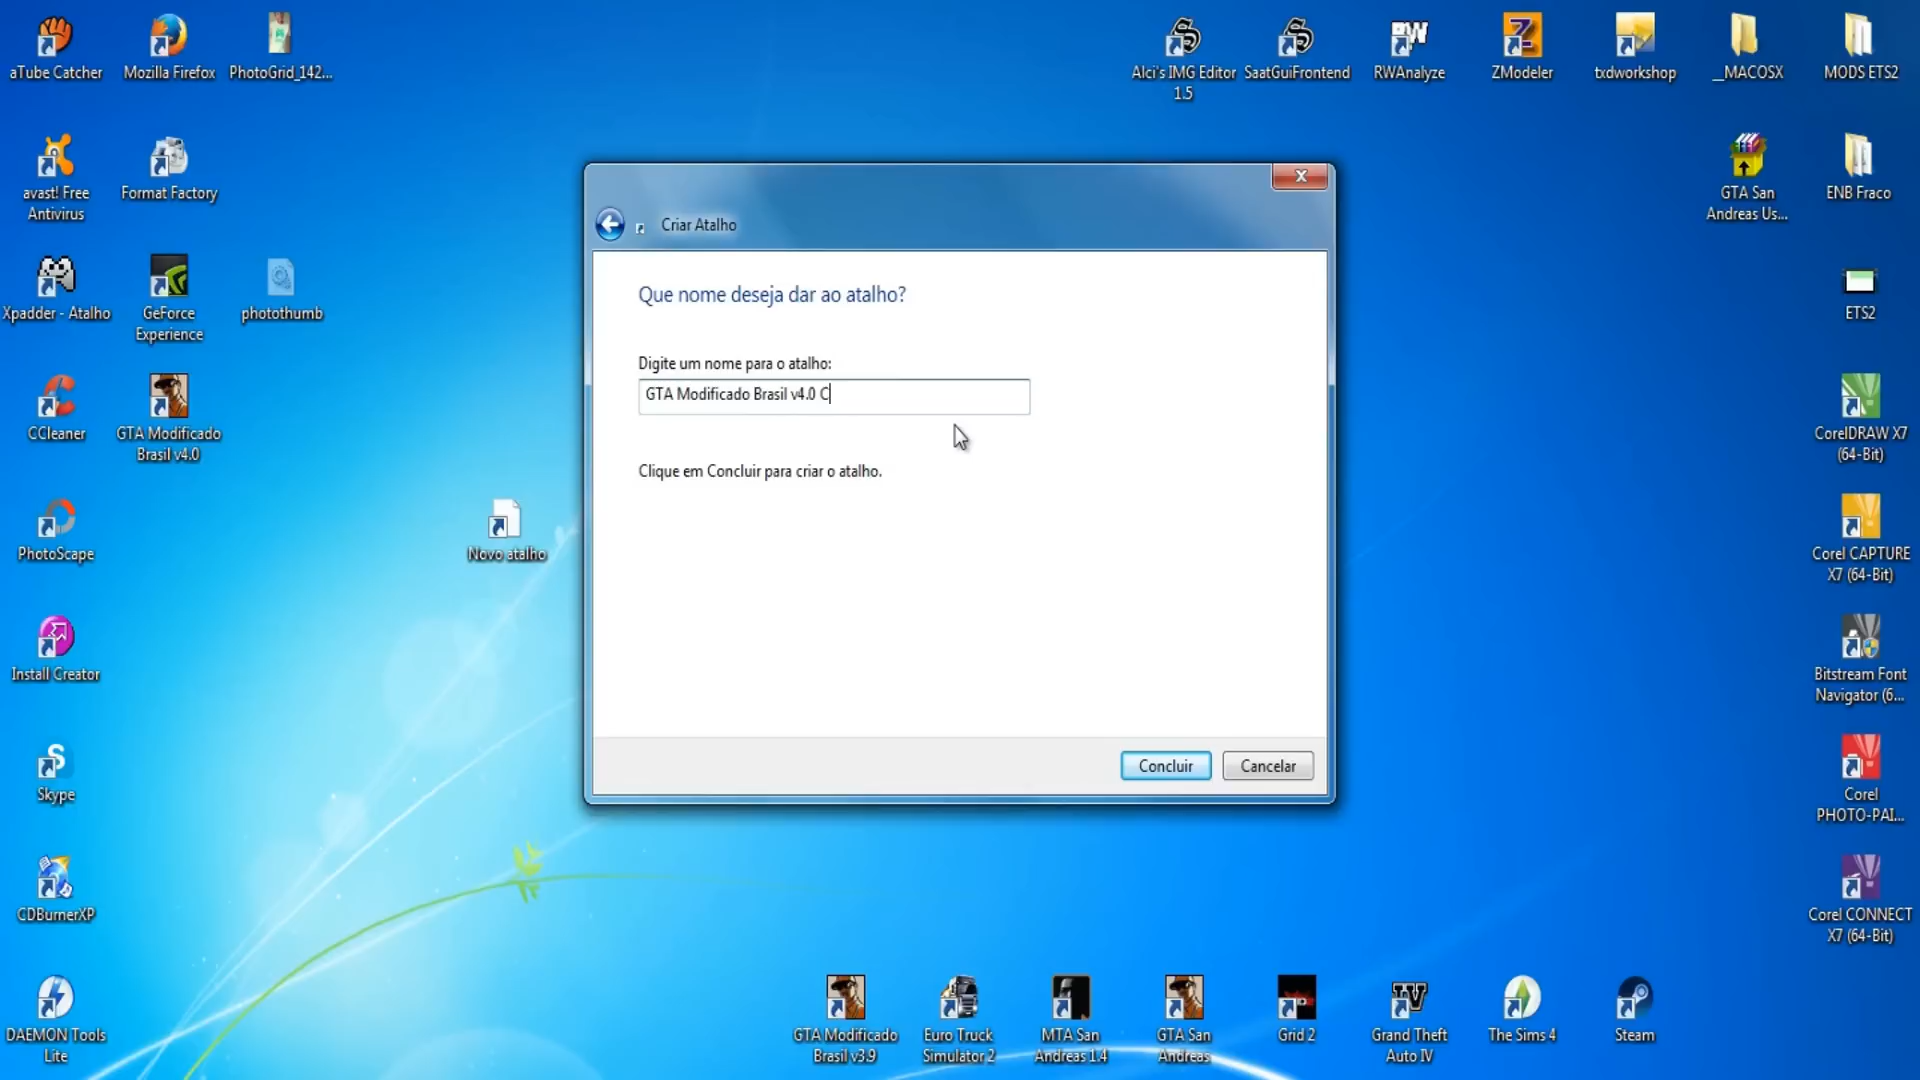 aTube Catcher
Mozilla Firefox
PhotoGrid_142...
Alci's IMG Editor
1.5
SaatGuiFrontend
RWAnalyze
ZModeler
txdworkshop
__MACOSX
MODS ETS2
avast! Free
Antivirus
Format Factory
GTA San
Andreas Us...
ENB Fraco
Xpadder - Atalho
GeForce
Experience
photothumb
ETS2
CCleaner
GTA Modificado
Brasil v4.0
CorelDRAW X7
(64-Bit)
PhotoScape
Novo atalho
Corel CAPTURE
X7 (64-Bit)
Install Creator
Bitstream Font
Navigator (6...
Skype
Corel
PHOTO-PAI...
CDBurnerXP
Corel CONNECT
X7 (64-Bit)
DAEMON Tools
Lite
GTA Modificado
Brasil v3.9
Euro Truck
Simulator 2
MTA San
Andreas 1.4
GTA San
Andreas
Grid 2
Grand Theft
Auto IV
The Sims 4
Steam
Criar Atalho
Que nome deseja dar ao atalho?
Digite um nome para o atalho:
GTA Modificado Brasil v4.0 C
Clique em Concluir para criar o atalho.
Concluir
Cancelar